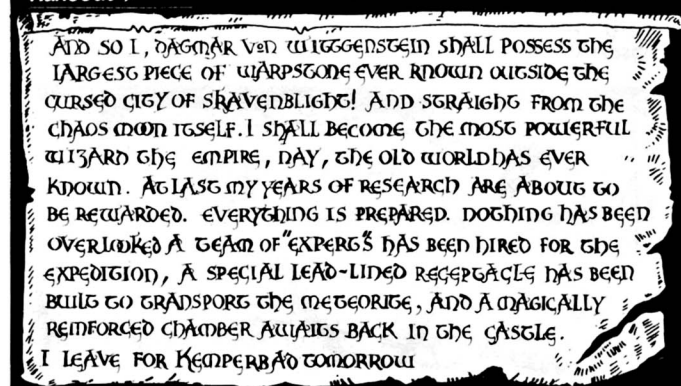 AND SO I, DAGMAR VON WITTGENSTEIN SHALL POSSESS THE
LARGEST PIECE OF WARPSTONE EVER KNOWN OUTSIDE THE
CURSED CITY OF SKAVENBLIGHT! AND STRAIGHT FROM THE
CHAOS MOON ITSELF. I SHALL BECOME THE MOST POWERFUL
WIZARD THE EMPIRE, NAY, THE OLD WORLD HAS EVER
KNOWN. AT LAST MY YEARS OF RESEARCH ARE ABOUT TO
BE REWARDED. EVERYTHING IS PREPARED. NOTHING HAS BEEN
OVERLOOKED A TEAM OF "EXPERTS" HAS BEEN HIRED FOR THE
EXPEDITION, A SPECIAL LEAD-LINED RECEPTACLE HAS BEEN
BUILT TO TRANSPORT THE METEORITE, AND A MAGICALLY
REINFORCED CHAMBER AWAITS BACK IN THE CASTLE.
I LEAVE FOR KEMPERBAD TOMORROW